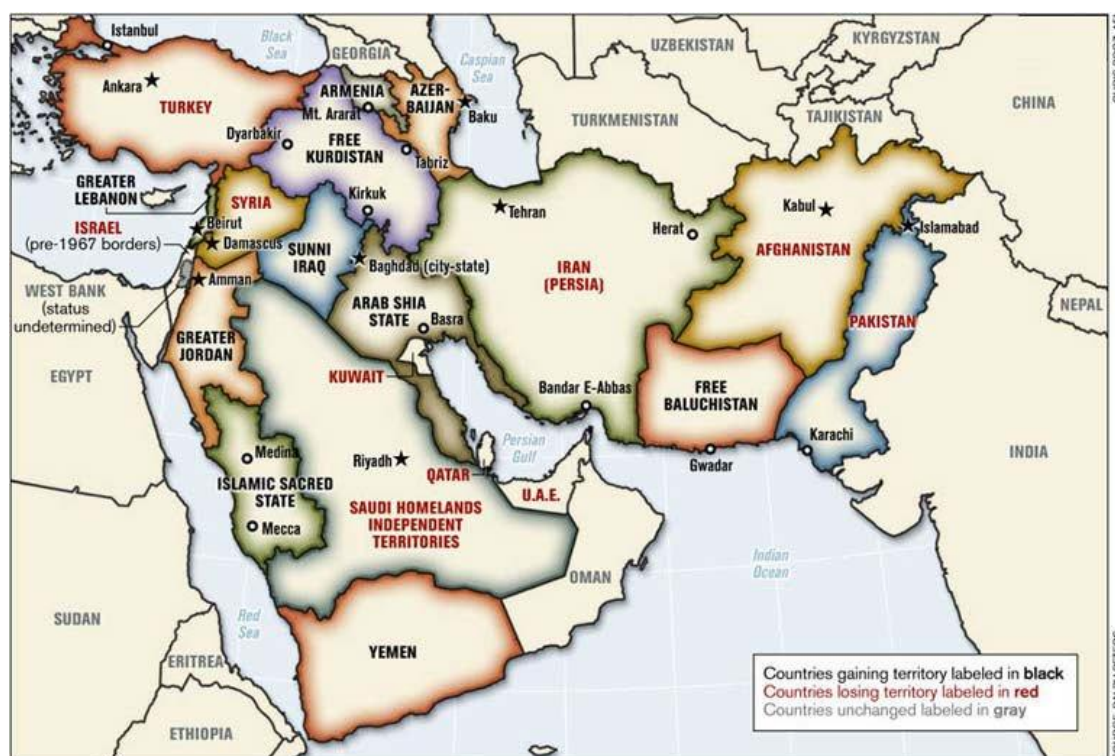 Istanbul
Black
Sea
GEORGIA
Caspian
Sea
UZBEKISTAN
KYRGYZSTAN
Ankara
TURKEY
ARMENIA
AZER-
BAIJAN
Mt. Ararat
Baku
TURKMENISTAN
TAJIKISTAN
CHINA
Dyarbakir
FREE
KURDISTAN
Tabriz
GREATER
LEBANON
SYRIA
Kirkuk
Tehran
Kabul
ISRAEL
(pre-1967 borders)
Beirut
Damascus
SUNNI
IRAQ
Baghdad (city-state)
Herat
AFGHANISTAN
Islamabad
WEST BANK
(status
undetermined)
Amman
IRAN
(PERSIA)
NEPAL
GREATER
JORDAN
ARAB SHIA
STATE
Basra
PAKISTAN
EGYPT
KUWAIT
Bandar E-Abbas
FREE
BALUCHISTAN
Persian
Gulf
Karachi
INDIA
Medina
Riyadh
Gwadar
ISLAMIC SACRED
STATE
QATAR
U.A.E.
Mecca
SAUDI HOMELANDS
INDEPENDENT
TERRITORIES
OMAN
Indian
Ocean
SUDAN
Red
Sea
ERITREA
YEMEN
ETHIOPIA
Countries gaining territory labeled in black
Countries losing territory labeled in red
Countries unchanged labeled in gray